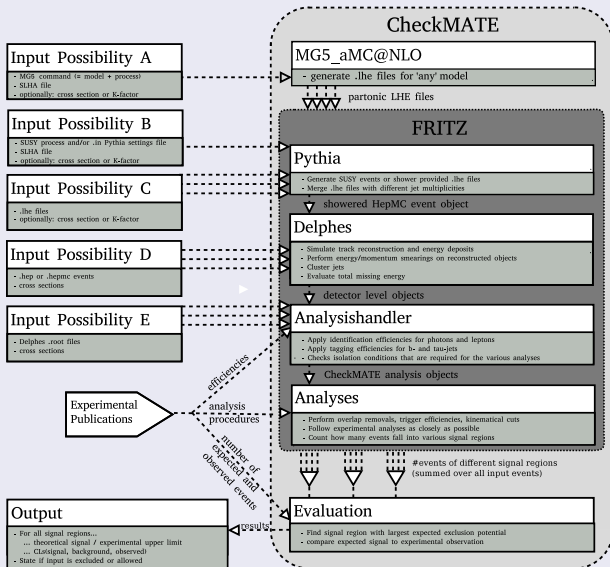 CheckMATE
Input Possibility A
- MG5 command (= model + process)
- SLHA file
- optionally: cross section or K-factor
MG5_aMC@NLO
- generate .lhe files for 'any' model
partonic LHE files
FRITZ
Input Possibility B
- SUSY process and/or .in Pythia settings file
- SLHA file
- optionally: cross section or K-factor
Pythia
- Generate SUSY events or shower provided .lhe files
- Merge .lhe files with different jet multiplicities
Input Possibility C
- .lhe files
- optionally: cross section or K-factor
showered HepMC event object
Delphes
- Simulate track reconstruction and energy deposits
- Perform energy/momentum smearings on reconstructed objects
- Cluster jets
- Evaluate total missing energy
Input Possibility D
- .hep or .hepmc events
- cross sections
detector level objects
Input Possibility E
- Delphes .root files
- cross sections
Analysishandler
- Apply identification efficiencies for photons and leptons
- Apply tagging efficiencies for b- and tau-jets
- Checks isolation conditions that are required for the various analyses
CheckMATE analysis objects
Experimental
Publications
efficiencies
analysis
procedures
number of
expected and
observed events
Analyses
- Perform overlap removals, trigger efficiencies, kinematical cuts
- Follow experimental analyses as closely as possible
- Count how many events fall into various signal regions
#events of different signal regions
(summed over all input events)
Evaluation
- Find signal region with largest expected exclusion potential
- compare expected signal to experimental observation
results
Output
- For all signal regions...
... theoretical signal / experimental upper limit
... CLs(signal, background, observed)
- State if input is excluded or allowed